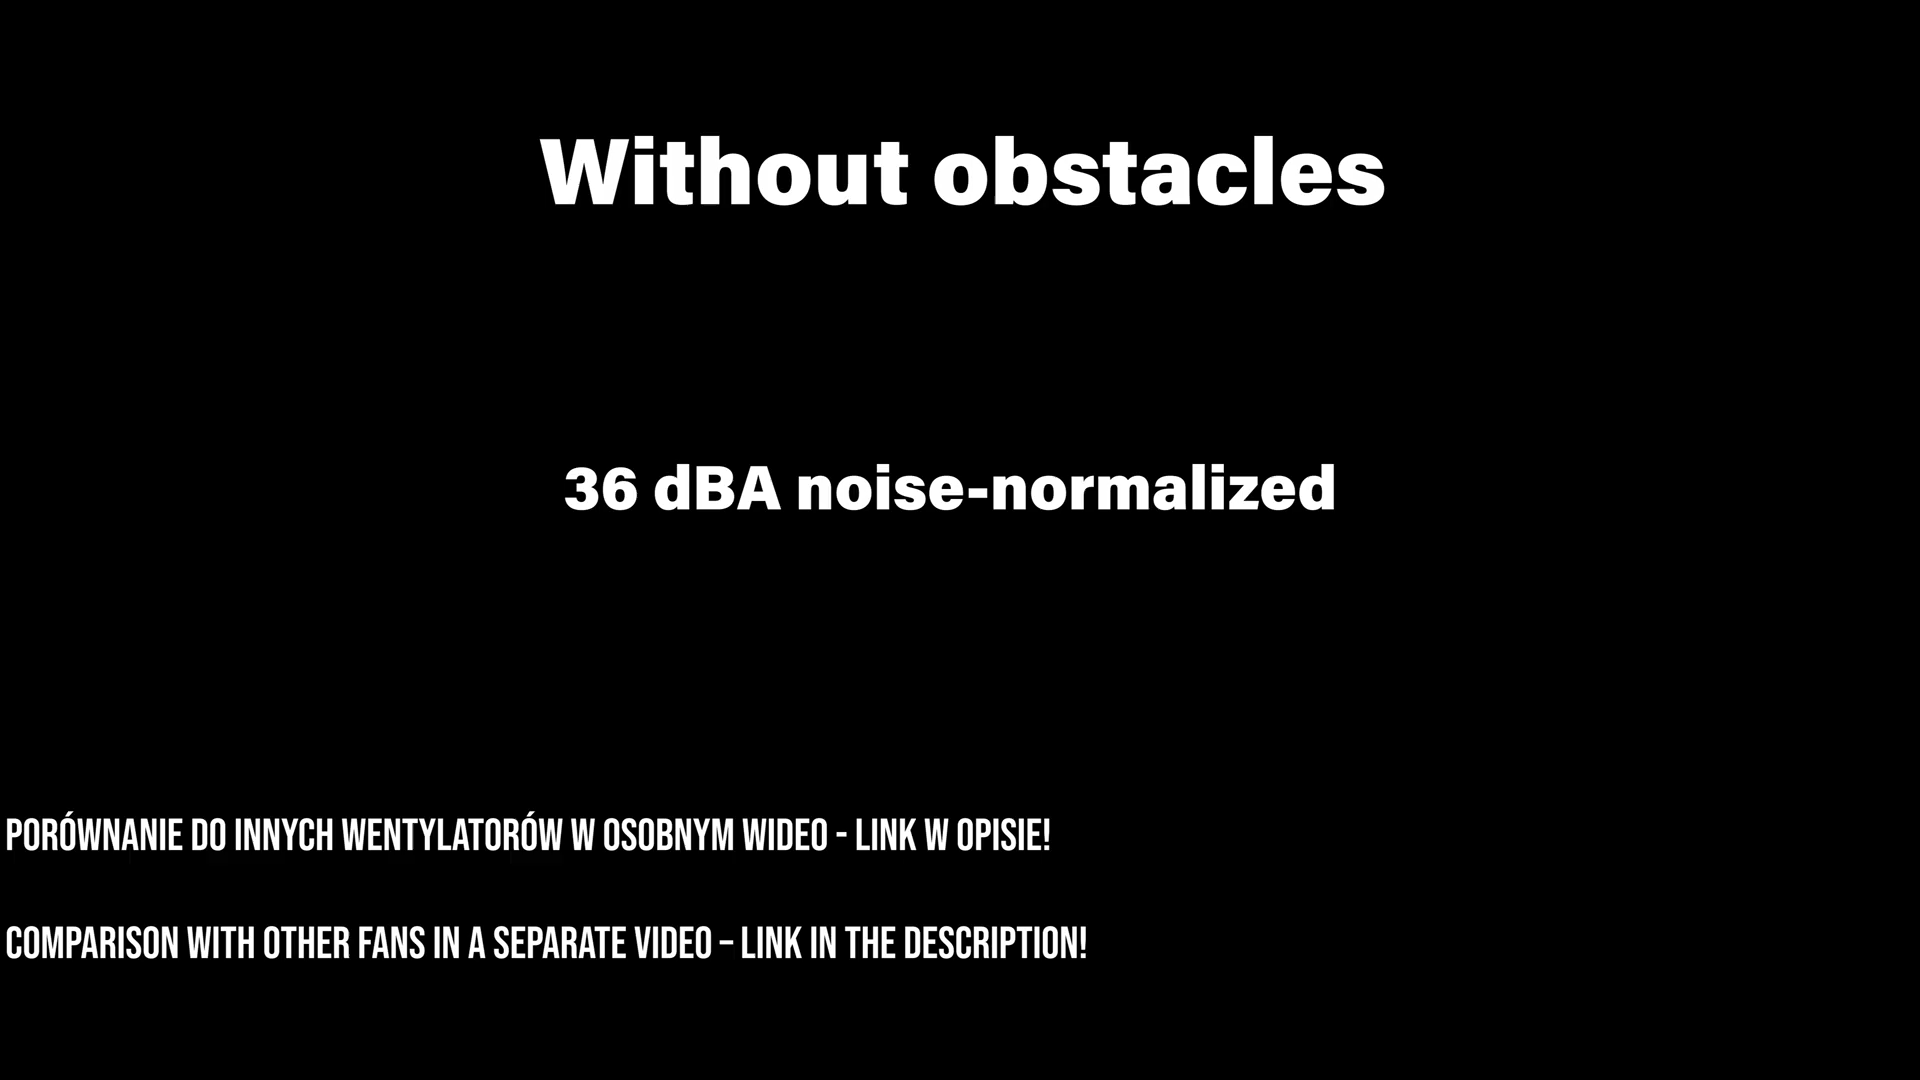 Without obstacles
36 dBA noise-normalized
PORÓWNANIE DO INNYCH WENTYLATORÓW W OSOBNYM WIDEO - LINK W OPISIE!
COMPARISON WITH OTHER FANS IN A SEPARATE VIDEO – LINK IN THE DESCRIPTION!